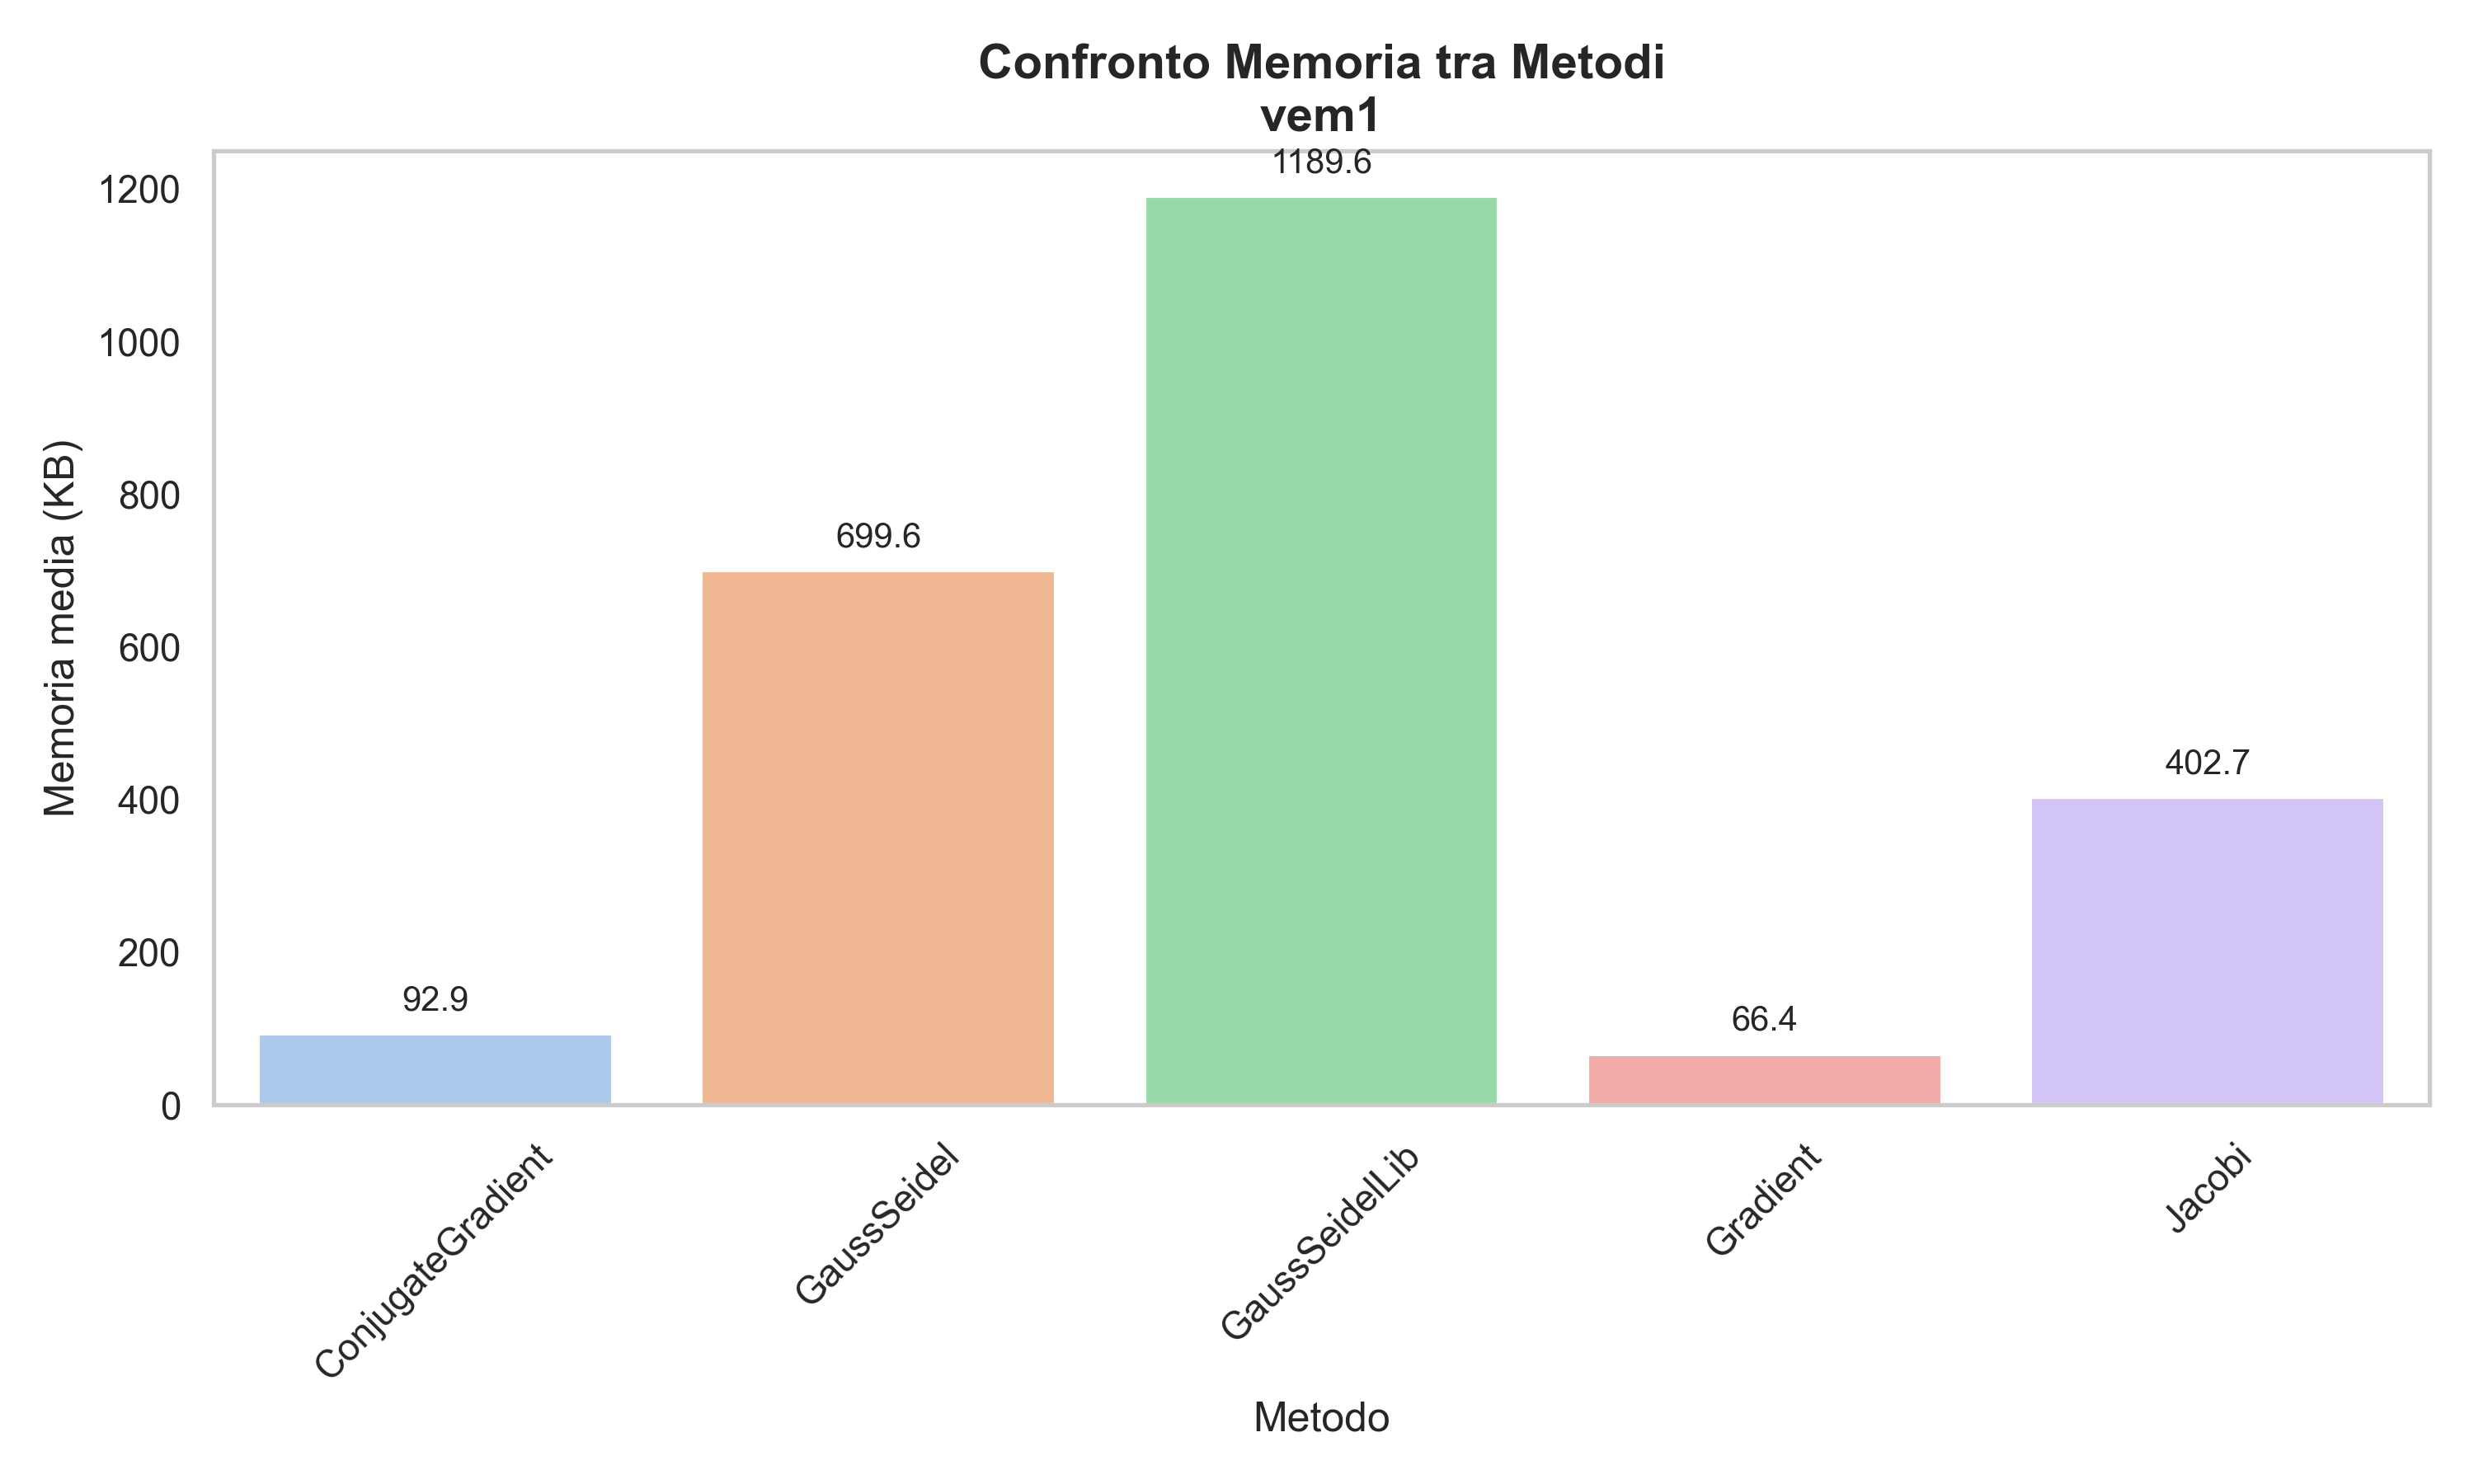 Confronto Memoria tra Metodi
vem1
1189.6
1200
1000
800
600
400
200
0
Memoria media (KB)
699.6
402.7
92.9
66.4
ConjugateGradient
GaussSeidel
GaussSeidelLib
Gradient
Jacobi
Metodo